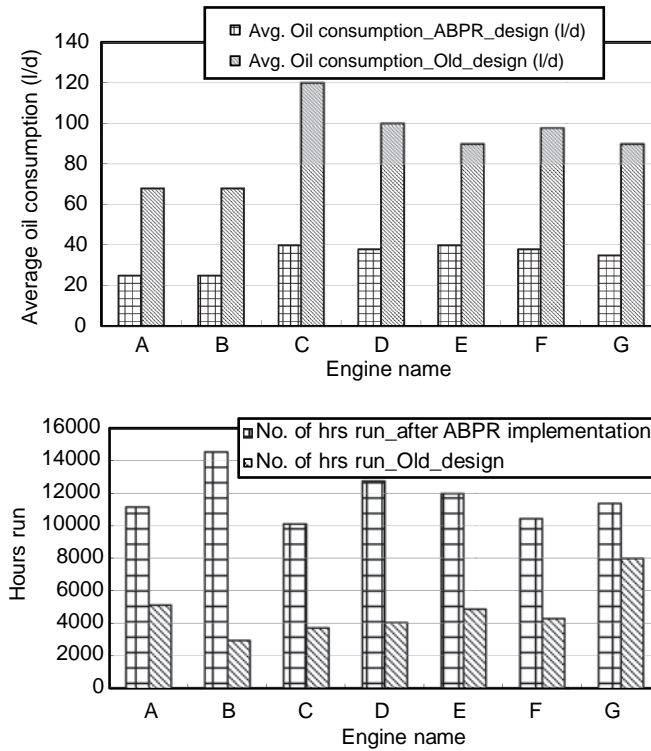 Avg. Oil consumption_ABPR_design (l/d)
Avg. Oil consumption_Old_design (l/d)
Average oil consumption (l/d)
140
120
100
80
60
40
20
0
A B C D E F G
Engine name
No. of hrs run_after ABPR implementation
No. of hrs run_Old_design
Hours run
16000
14000
12000
10000
8000
6000
4000
2000
0
A B C D E F G
Engine name